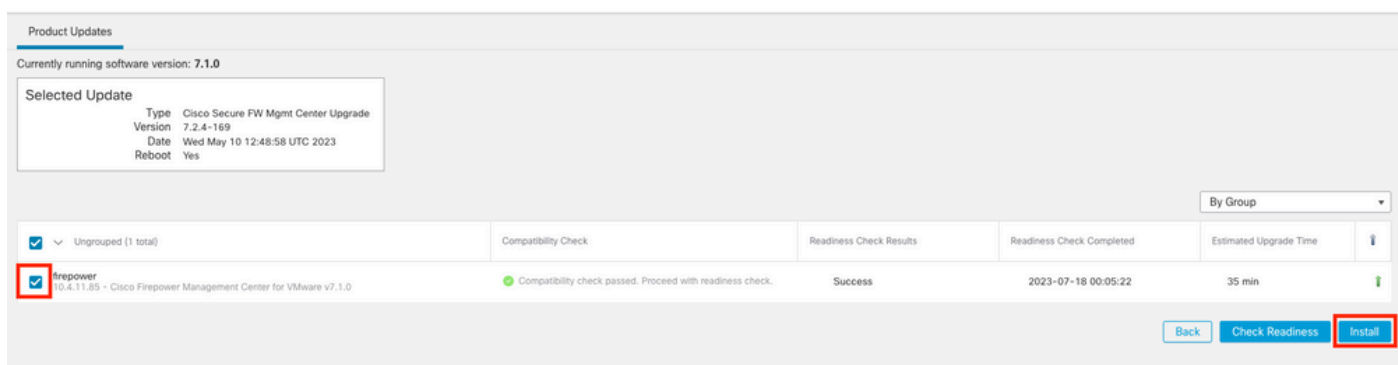 Product Updates
Currently running software version: 7.1.0
Selected Update
Type Cisco Secure FW Mgmt Center Upgrade
Version 7.2.4-169
Date Wed May 10 12:48:58 UTC 2023
Reboot Yes
By Group
Ungrouped (1 total) Compatibility Check Readiness Check Results Readiness Check Completed Estimated Upgrade Time
firepower
10.4.11.85 - Cisco Firepower Management Center for VMware v7.1.0 Compatibility check passed. Proceed with readiness check. Success 2023-07-18 00:05:22 35 min
Back Check Readiness Install